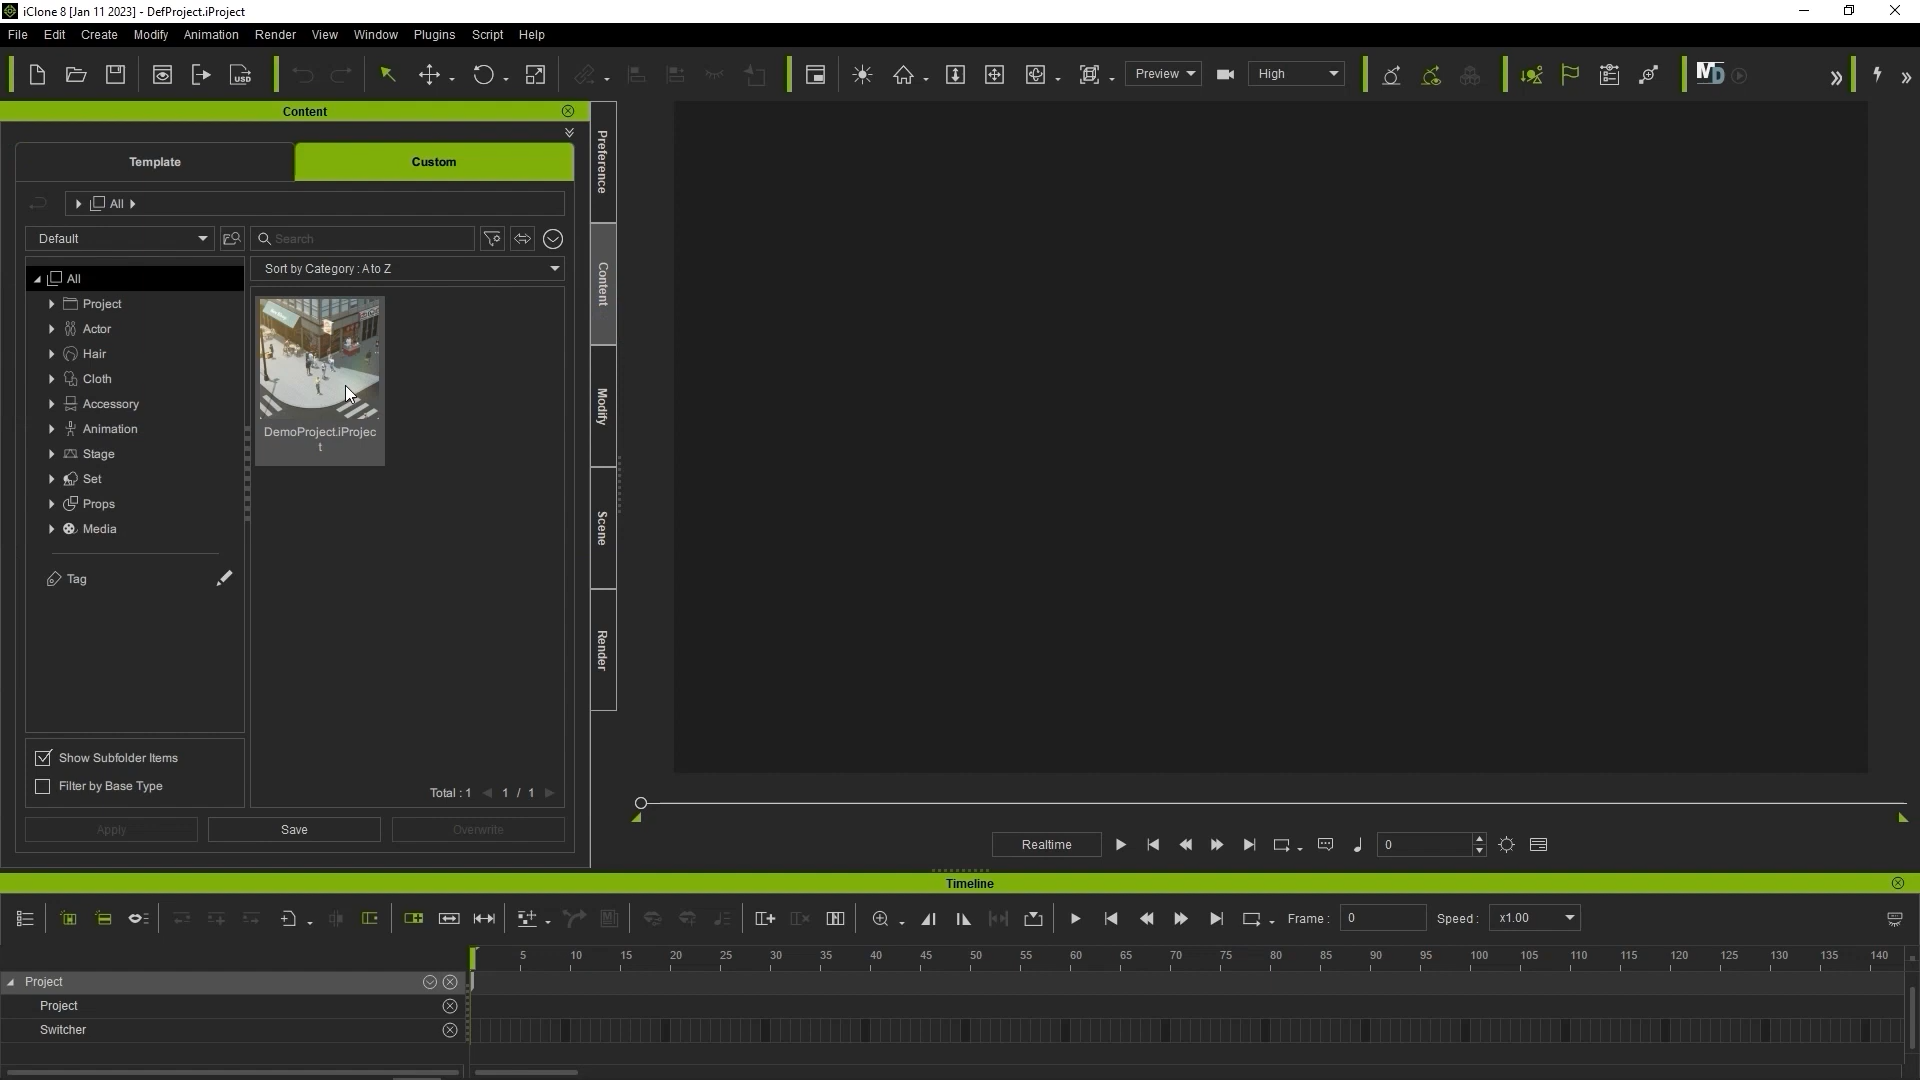 iClone 8 [Jan 11 2023] - DefProject.iProject
File Edit Create Modify Animation Render View Window Plugins Script Help
USD
Preview
High
MD
Content
Template
Custom
All
Default
Search
Sort by Category : A to Z
All
Project
Actor
Hair
Cloth
Accessory
Animation
Stage
Set
Props
Media
Tag
DemoProject.iProjec
t
Show Subfolder Items
Filter by Base Type
Total : 1
1 / 1
Apply
Save
Overwrite
Preference
Content
Modify
Scene
Render
Realtime
0
Timeline
Frame : 0
Speed : x1.00
5 10 15 20 25 30 35 40 45 50 55 60 65 70 75 80 85 90 95 100 105 110 115 120 125 130 135 140
Project
Project
Switcher